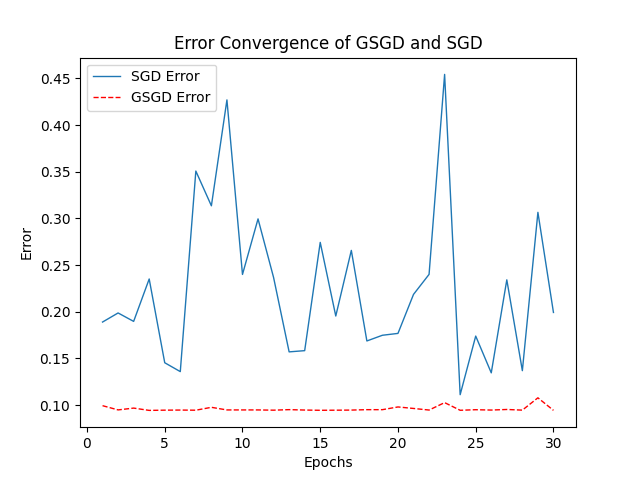 Error Convergence of GSGD and SGD
SGD Error
GSGD Error
0.45
0.40
0.35
0.30
0.25
0.20
0.15
0.10
Error
0 5 10 15 20 25 30
Epochs